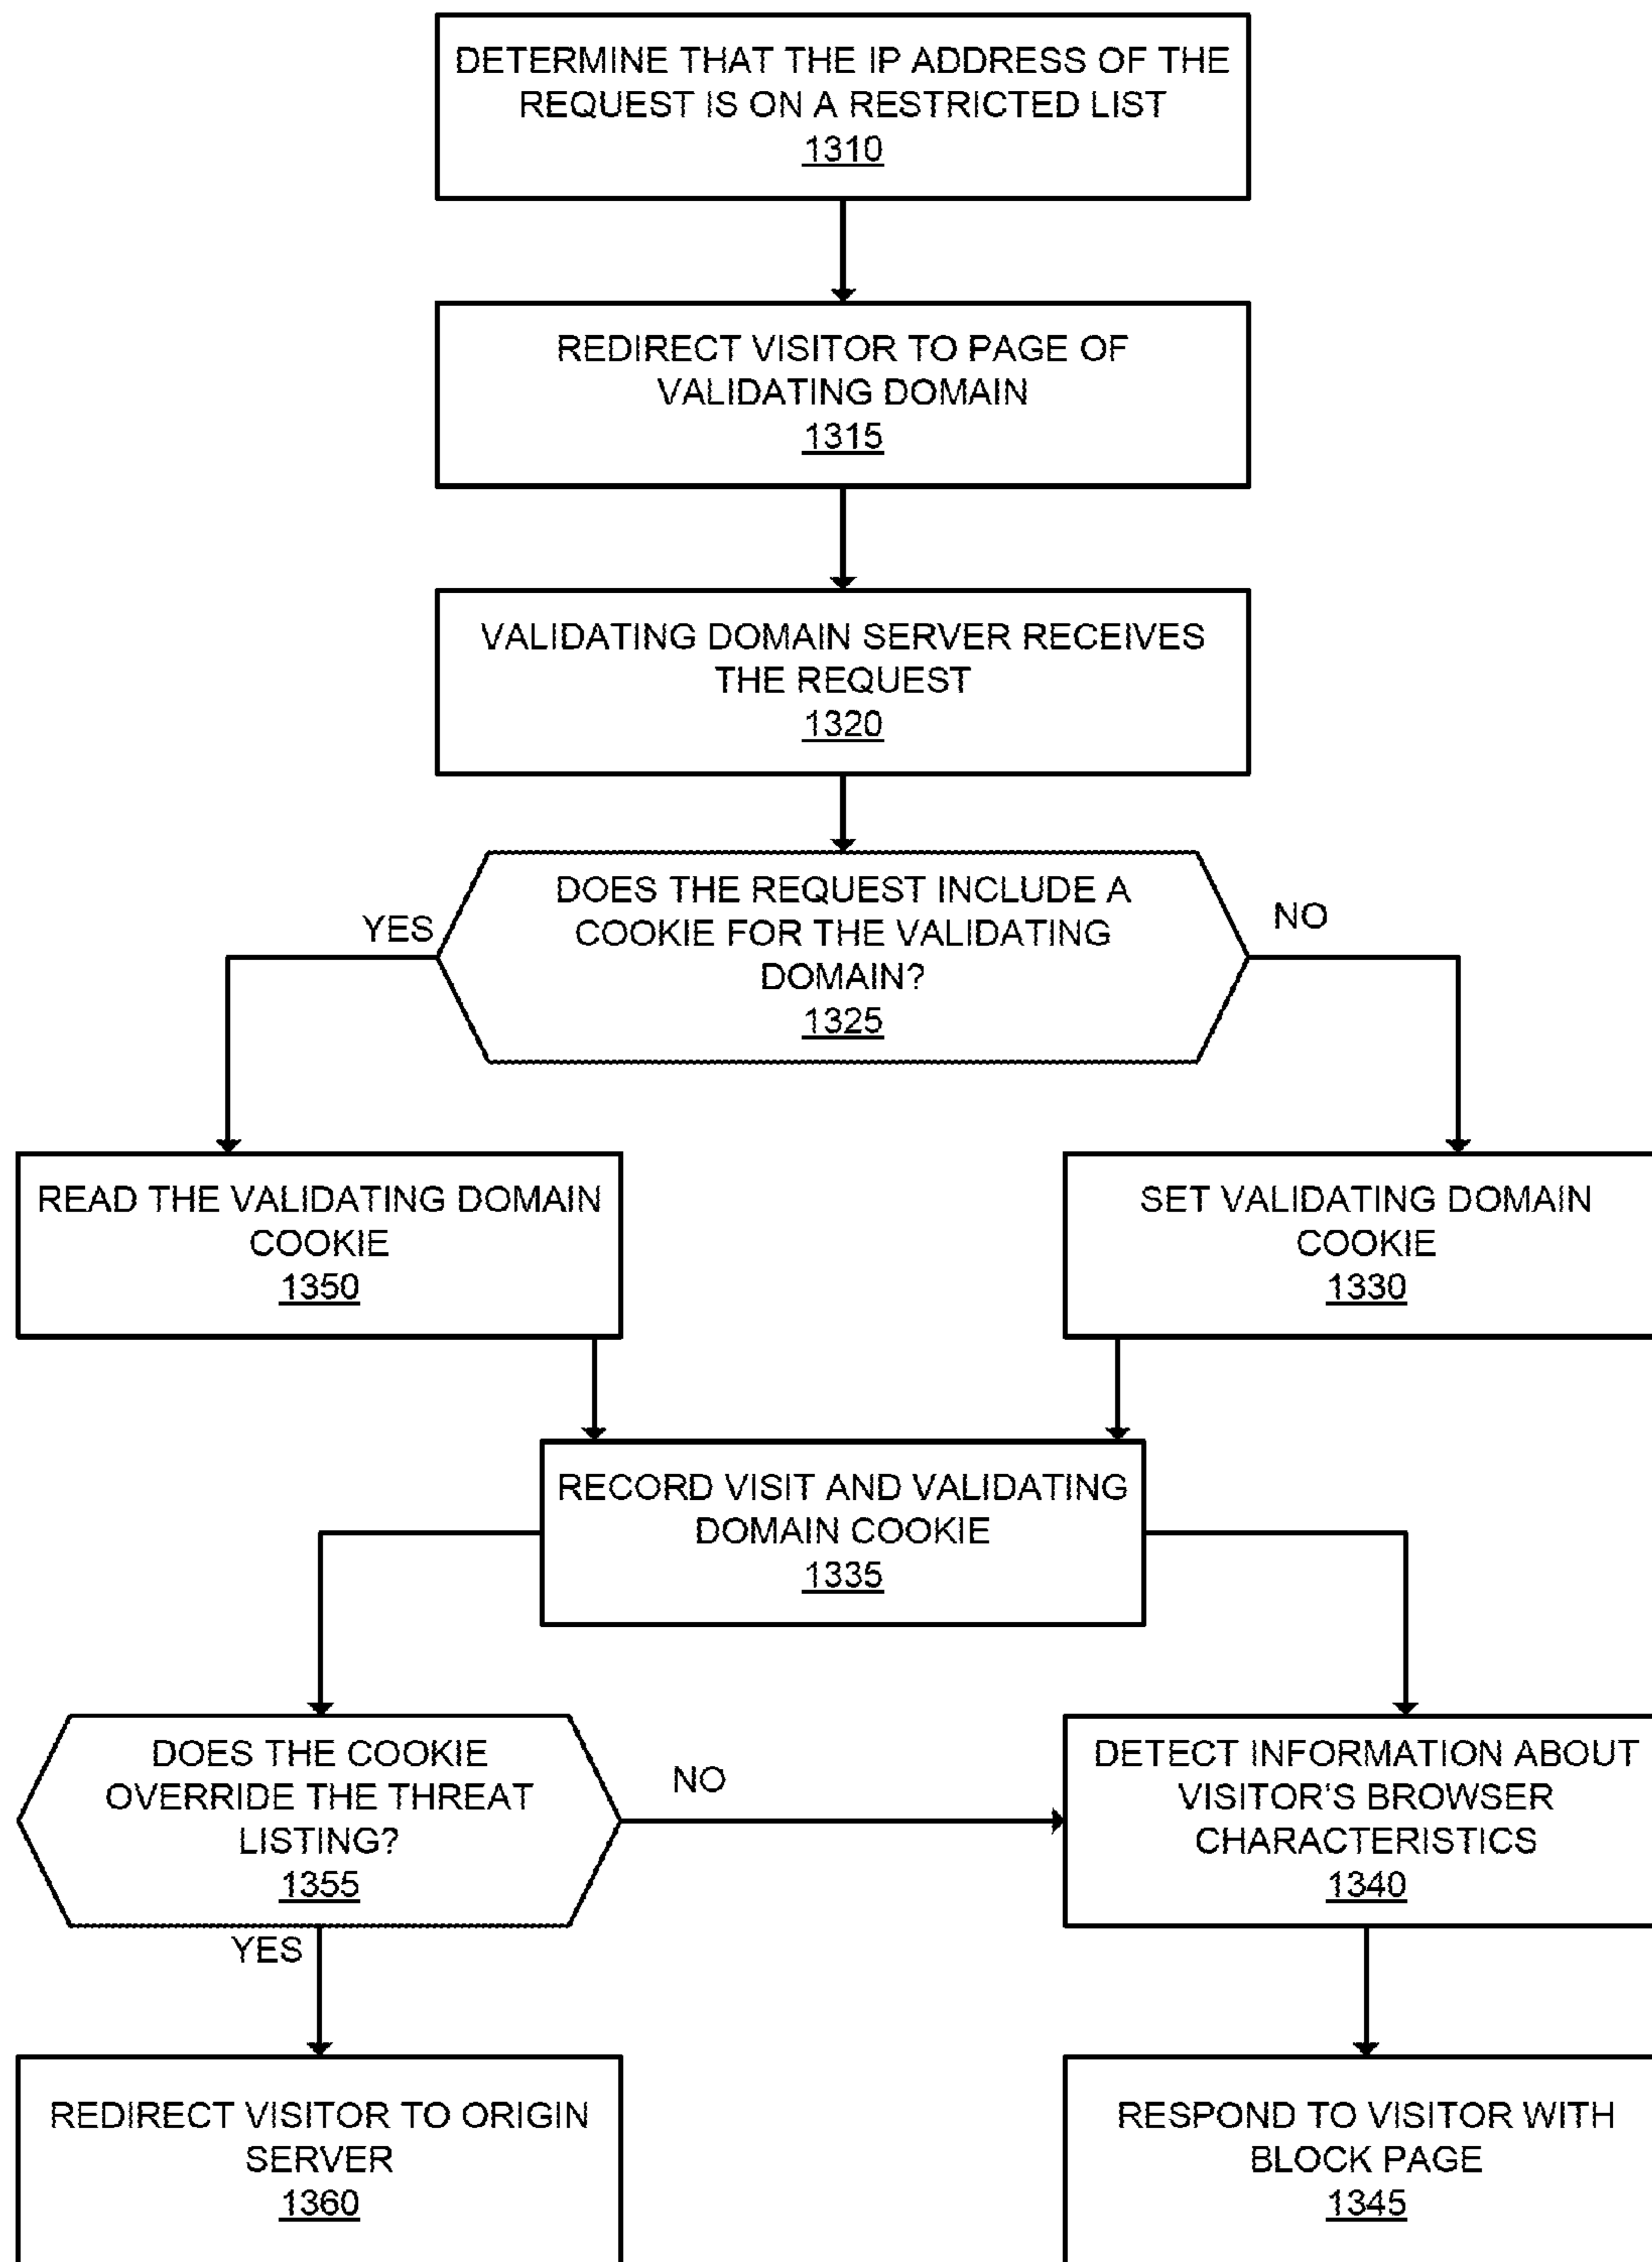 DETERMINE THAT THE IP ADDRESS OF THE
REQUEST IS ON A RESTRICTED LIST
1310
REDIRECT VISITOR TO PAGE OF
VALIDATING DOMAIN
1315
VALIDATING DOMAIN SERVER RECEIVES
THE REQUEST
1320
DOES THE REQUEST INCLUDE A
COOKIE FOR THE VALIDATING
DOMAIN?
1325
YES
NO
READ THE VALIDATING DOMAIN
COOKIE
1350
SET VALIDATING DOMAIN
COOKIE
1330
RECORD VISIT AND VALIDATING
DOMAIN COOKIE
1335
DOES THE COOKIE
OVERRIDE THE THREAT
LISTING?
1355
NO
YES
DETECT INFORMATION ABOUT
VISITOR'S BROWSER
CHARACTERISTICS
1340
REDIRECT VISITOR TO ORIGIN
SERVER
1360
RESPOND TO VISITOR WITH
BLOCK PAGE
1345